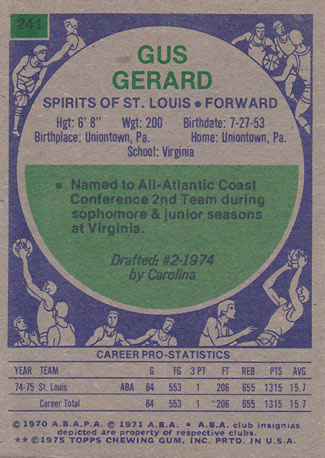 241
GUS
GERARD
SPIRITS OF ST. LOUIS • FORWARD
Hgt: 6' 8" Wgt: 200 Birthdate: 7-27-53
Birthplace: Uniontown, Pa. Home: Uniontown, Pa.
School: Virginia
• Named to All-Atlantic Coast
Conference 2nd Team during
sophomore & junior seasons
at Virginia.
Drafted: #2-1974
by Carolina
CAREER PRO-STATISTICS
YEAR TEAM G FG 3 PT FT REB PTS AVG
74-75 St. Louis ABA 84 553 1 206 655 1315 15.7
Career Total 84 553 1 206 655 1315 15.7
© 1970 A.B.A.P.A. © 1971 A.B.A. A.B.A. club insignias
depicted are property of respective clubs.
★★ © 1975 TOPPS CHEWING GUM, INC. PRTD. IN U.S.A.